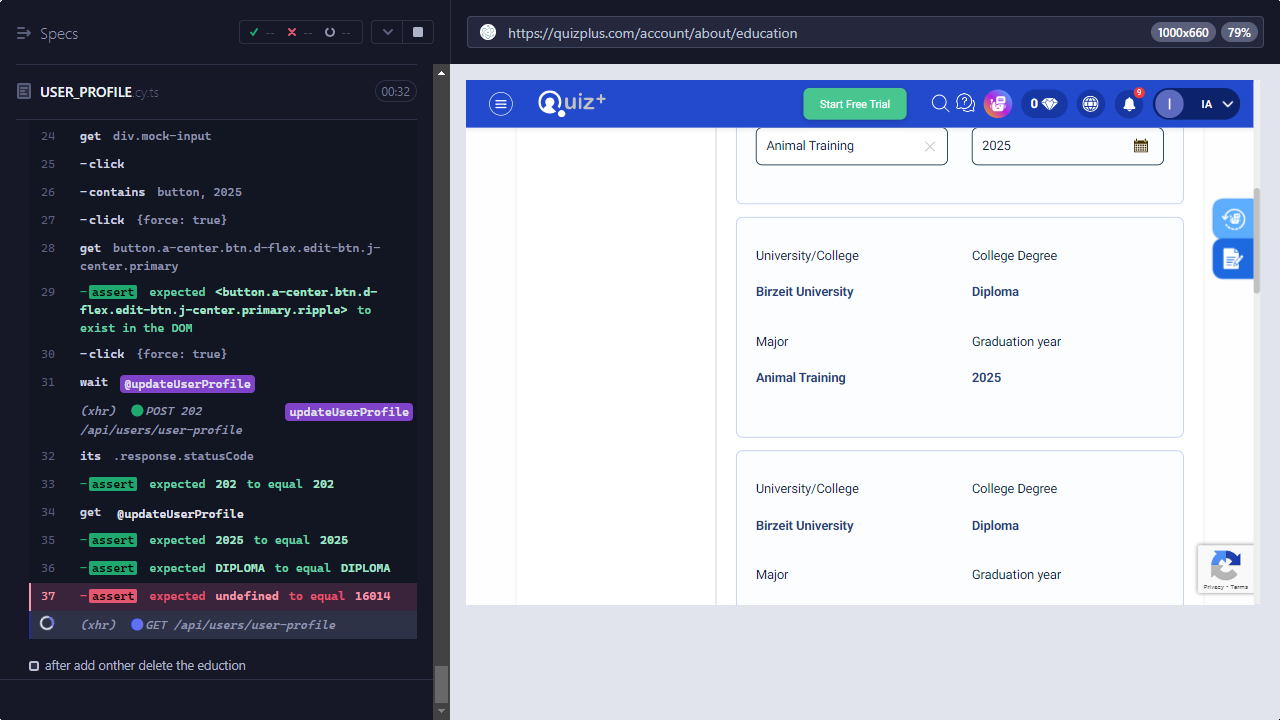 Specs
-- -- --
USER_PROFILE.cy.ts 00:32
24 get div.mock-input
25 -click
26 -contains button, 2025
27 -click {force: true}
28 get button.a-center.btn.d-flex.edit-btn.j-
center.primary
29 -assert expected <button.a-center.btn.d-
flex.edit-btn.j-center.primary.ripple> to
exist in the DOM
30 -click {force: true}
31 wait @updateUserProfile
(xhr) POST 202 updateUserProfile
/api/users/user-profile
32 its .response.statusCode
33 -assert expected 202 to equal 202
34 get @updateUserProfile
35 -assert expected 2025 to equal 2025
36 -assert expected DIPLOMA to equal DIPLOMA
37 -assert expected undefined to equal 16014
(xhr) GET /api/users/user-profile
after add onther delete the eduction
https://quizplus.com/account/about/education 1000x660 79%
Quiz+ Start Free Trial 0 9 I IA
Animal Training 2025
University/College College Degree
Birzeit University Diploma
Major Graduation year
Animal Training 2025
University/College College Degree
Birzeit University Diploma
Major Graduation year
Privacy - Terms